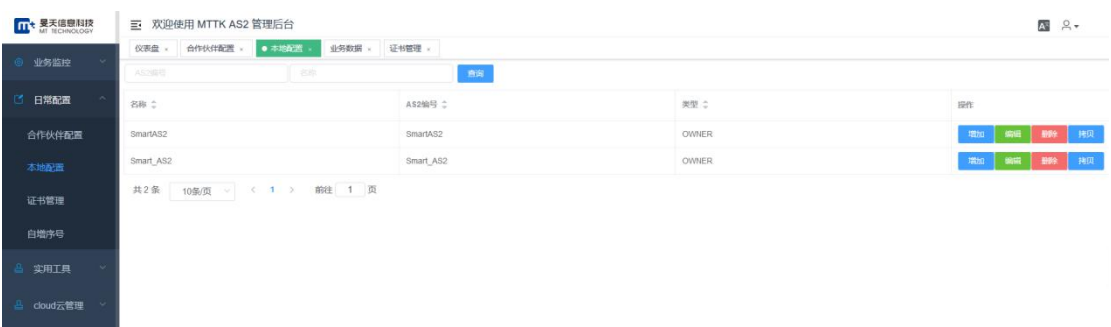 曼天信息科技
MT TECHNOLOGY
欢迎使用 MTTK AS2 管理后台
仪表盘 ×
合作伙伴配置 ×
本地配置 ×
业务数据 ×
证书管理 ×
业务监控
日常配置
合作伙伴配置
本地配置
证书管理
自增序号
实用工具
cloud云管理
AS2编号
名称
查询
名称 AS2编号 类型 操作
SmartAS2 SmartAS2 OWNER 增加 编辑 删除 拷贝
Smart_AS2 Smart_AS2 OWNER 增加 编辑 删除 拷贝
共 2 条 10条/页 < 1 > 前往 1 页